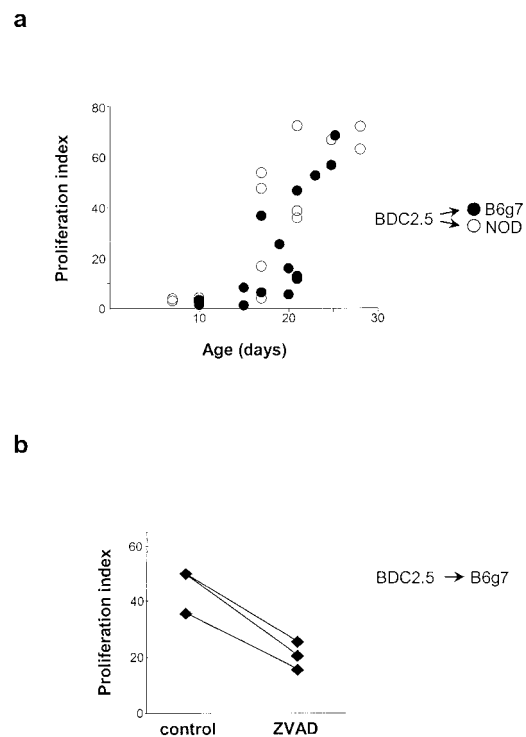 a
Proliferation index
80
60
40
20
0
10
20
30
Age (days)
BDC2.5
B6g7
NOD
b
Proliferation index
60
40
20
0
control
ZVAD
BDC2.5 → B6g7